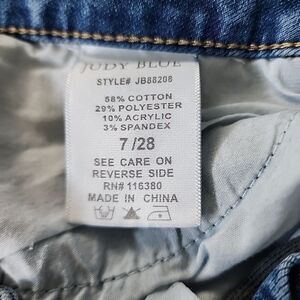 JUDY BLUE
STYLE# JB88208
58% COTTON
29% POLYESTER
10% ACRYLIC
3% SPANDEX
7/28
SEE CARE ON
REVERSE SIDE
RN# 116380
MADE IN CHINA